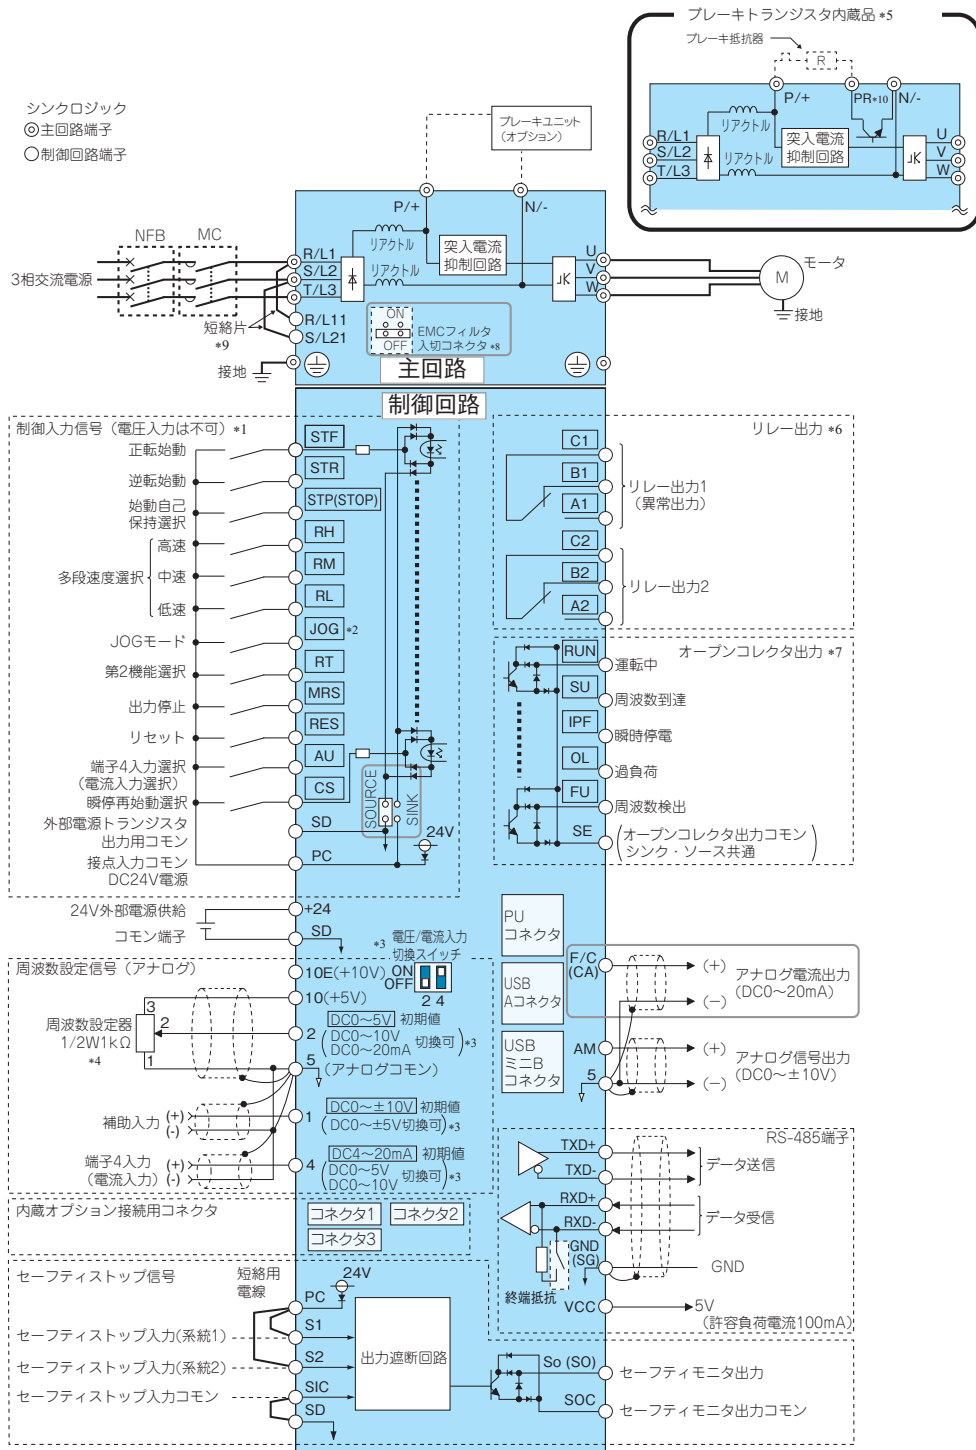 ブレーキトランジスタ内蔵品 *5
ブレーキ抵抗器
R
P/+
PR*10
N/-
リアクトル
R/L1
S/L2
T/L3
リアクトル
突入電流
抑制回路
U
V
W
シンクロジック
主回路端子
制御回路端子
ブレーキユニット
(オプション)
P/+
N/-
NFB
MC
3相交流電源
R/L1
S/L2
T/L3
リアクトル
リアクトル
突入電流
抑制回路
U
V
W
M
モータ
接地
短絡片
*9
R/L11
S/L21
ON
OFF
EMCフィルタ
入切コネクタ *8
接地
主回路
制御回路
制御入力信号（電圧入力は不可）*1
正転始動
STF
逆転始動
STR
始動自己
保持選択
STP(STOP)
多段速度選択
高速
RH
中速
RM
低速
RL
JOGモード
JOG *2
第2機能選択
RT
出力停止
MRS
リセット
RES
端子4入力選択
(電流入力選択)
AU
瞬停再始動選択
CS
SOURCE
SINK
外部電源トランジスタ
出力用コモン
SD
24V
接点入力コモン
DC24V電源
PC
リレー出力 *6
C1
B1
A1
リレー出力1
(異常出力)
C2
B2
A2
リレー出力2
オープンコレクタ出力 *7
RUN
運転中
SU
周波数到達
IPF
瞬時停電
OL
過負荷
FU
周波数検出
SE
オープンコレクタ出力コモン
シンク・ソース共通
24V外部電源供給
+24
コモン端子
SD
*3 電圧/電流入力
切換スイッチ
ON
OFF
2 4
周波数設定信号（アナログ）
10E(+10V)
10(+5V)
周波数設定器
1/2W1kΩ
*4
3
2
1
2
DC0〜5V 初期値
DC0〜10V
DC0〜20mA 切換可 *3
5
(アナログコモン)
補助入力
(+)
(-)
1
DC0〜±10V 初期値
DC0〜±5V切換可 *3
端子4入力
(電流入力)
(+)
(-)
4
DC4〜20mA 初期値
DC0〜5V
DC0〜10V 切換可 *3
PU
コネクタ
USB
Aコネクタ
USB
ミニB
コネクタ
F/C
(CA)
(+)
(−)
アナログ電流出力
(DC0〜20mA)
AM
5
(+)
(−)
アナログ信号出力
(DC0〜±10V)
RS-485端子
TXD+
TXD-
データ送信
RXD+
RXD-
データ受信
GND
(SG)
GND
終端抵抗
VCC
5V
(許容負荷電流100mA)
内蔵オプション接続用コネクタ
コネクタ1
コネクタ2
コネクタ3
セーフティストップ信号
短絡用
電線
24V
PC
セーフティストップ入力(系統1)
S1
セーフティストップ入力(系統2)
S2
セーフティストップ入力コモン
SIC
SD
出力遮断回路
So (SO)
セーフティモニタ出力
SOC
セーフティモニタ出力コモン